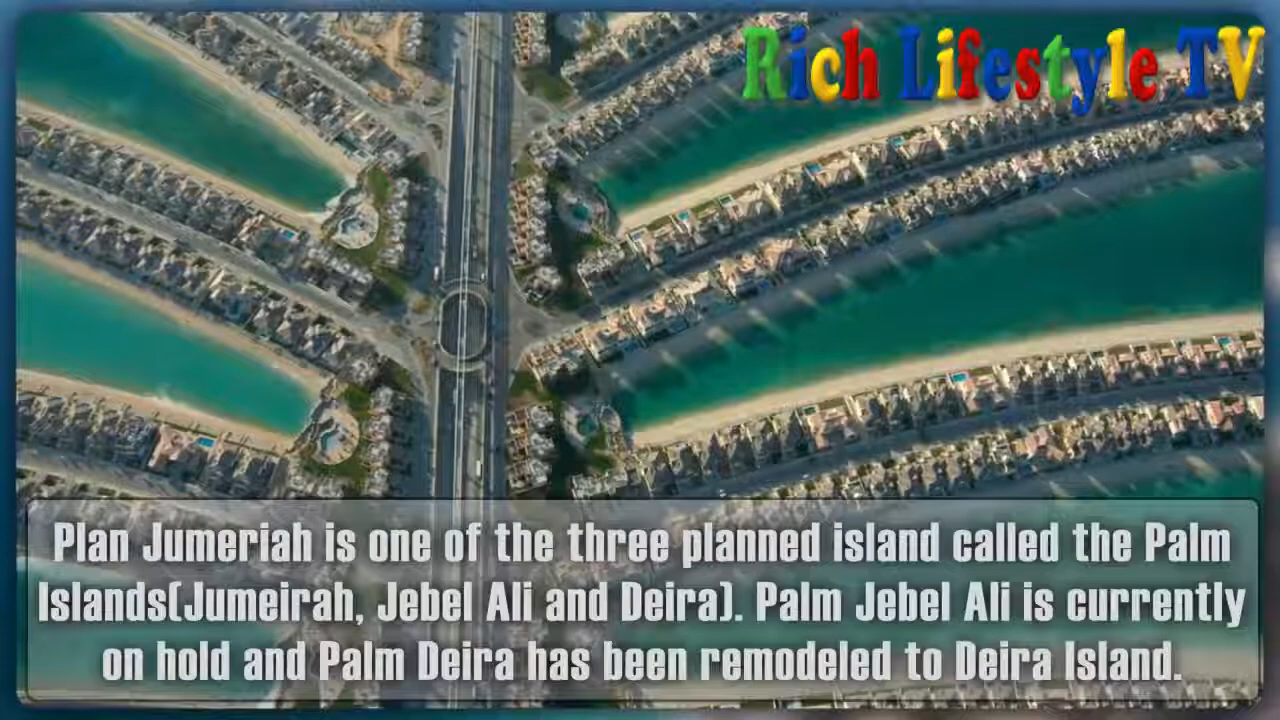 Rich Lifestyle TV
Plan Jumeriah is one of the three planned island called the Palm
Islands(Jumeirah, Jebel Ali and Deira). Palm Jebel Ali is currently
on hold and Palm Deira has been remodeled to Deira Island.